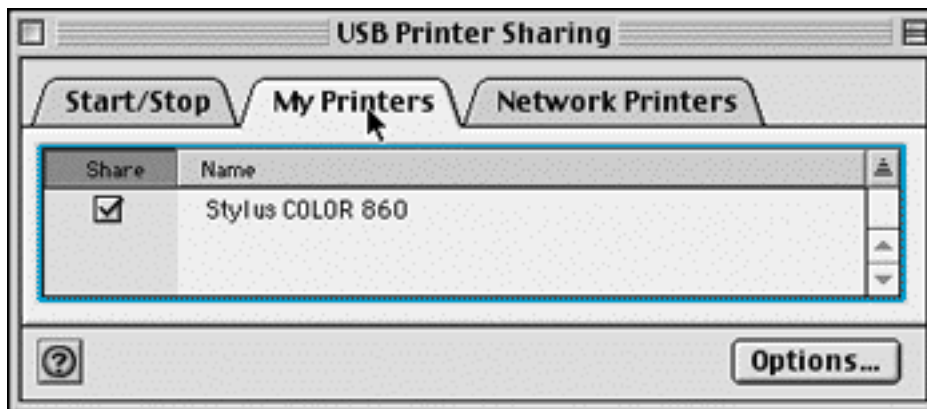 USB Printer Sharing
Start/Stop My Printers Network Printers
Share Name
Stylus COLOR 860
?
Options...